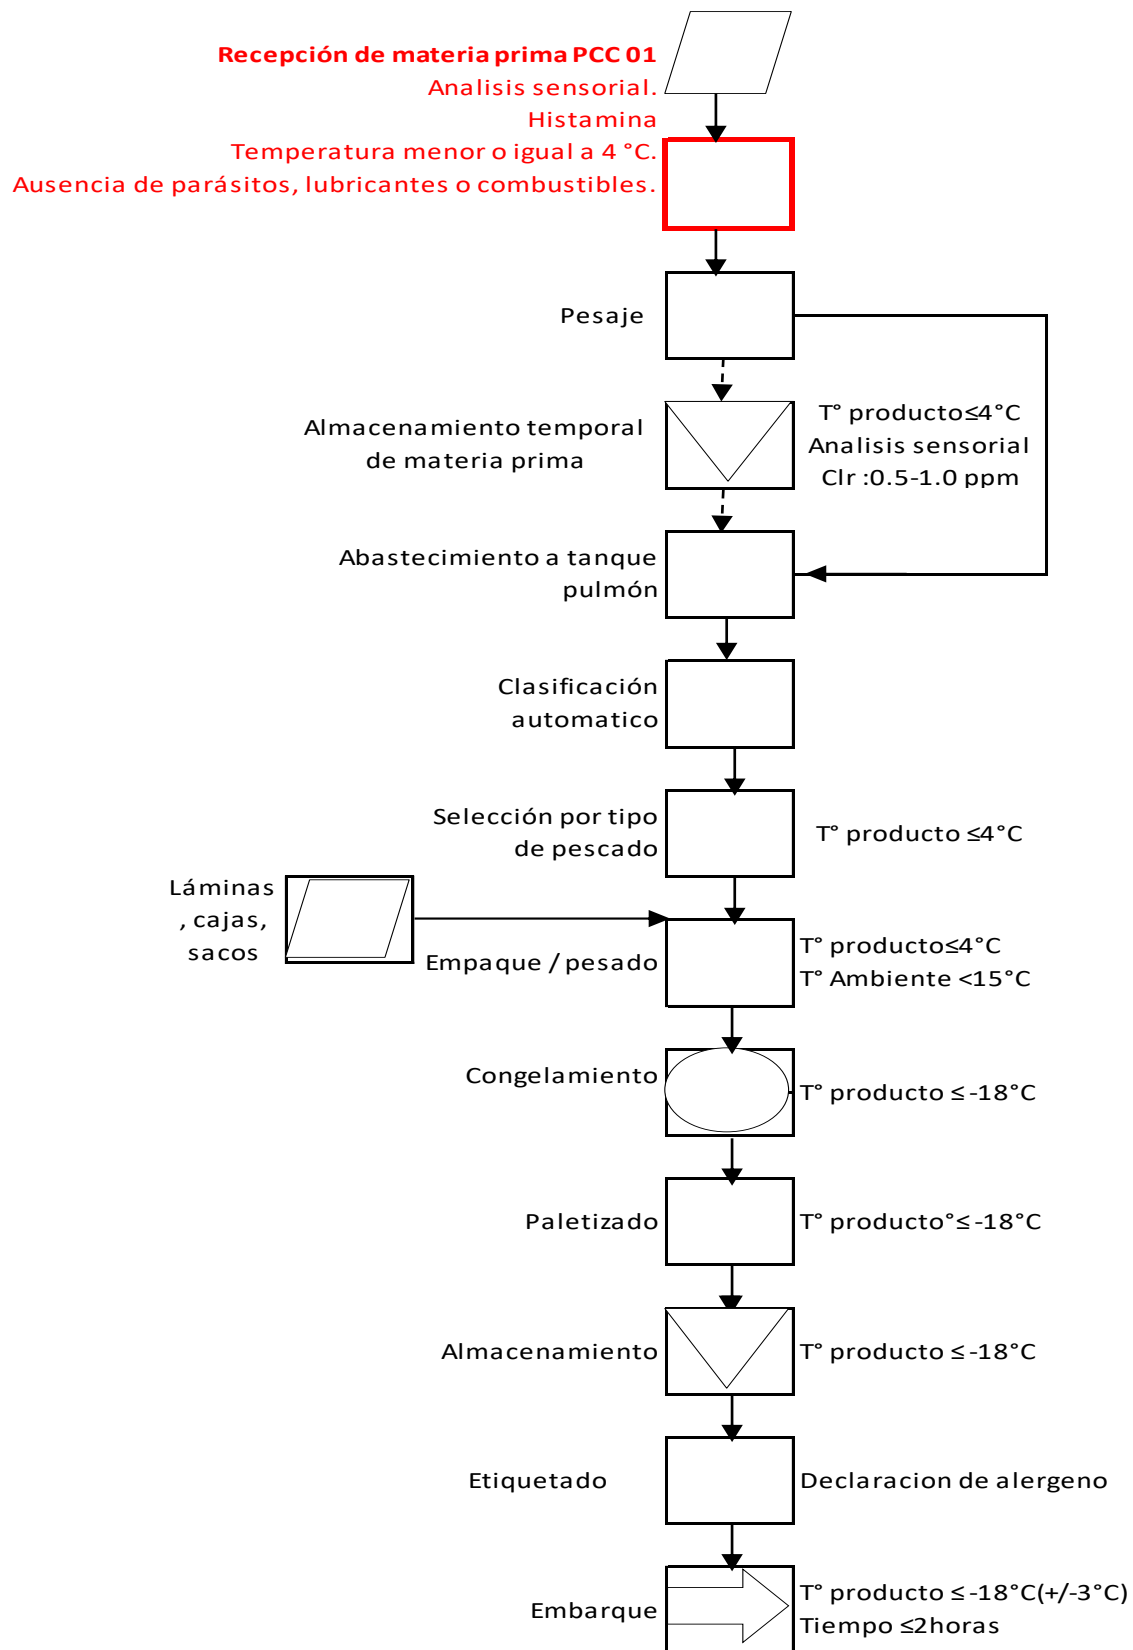 Recepción de materia prima PCC 01
Analisis sensorial.
Histamina
Temperatura menor o igual a 4 °C.
Ausencia de parásitos, lubricantes o combustibles.
Pesaje
Almacenamiento temporal
de materia prima
T° producto≤4°C
Analisis sensorial
Clr :0.5-1.0 ppm
Abastecimiento a tanque
pulmón
Clasificación
automatico
Selección por tipo
de pescado
T° producto ≤4°C
Láminas
, cajas,
sacos
Empaque / pesado
T° producto≤4°C
T° Ambiente <15°C
Congelamiento
T° producto ≤ -18°C
Paletizado
T° producto°≤ -18°C
Almacenamiento
T° producto ≤ -18°C
Etiquetado
Declaracion de alergeno
Embarque
T° producto ≤ -18°C(+/-3°C)
Tiempo ≤2horas